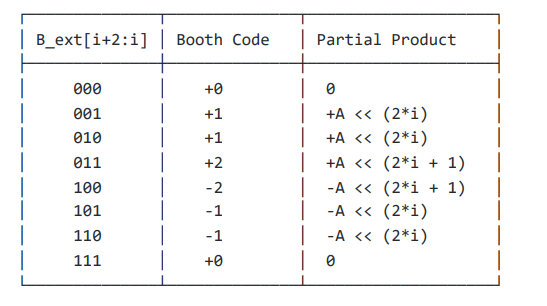 B_ext[i+2:i] Booth Code Partial Product
000 +0 0
001 +1 +A << (2*i)
010 +1 +A << (2*i)
011 +2 +A << (2*i + 1)
100 -2 -A << (2*i + 1)
101 -1 -A << (2*i)
110 -1 -A << (2*i)
111 +0 0